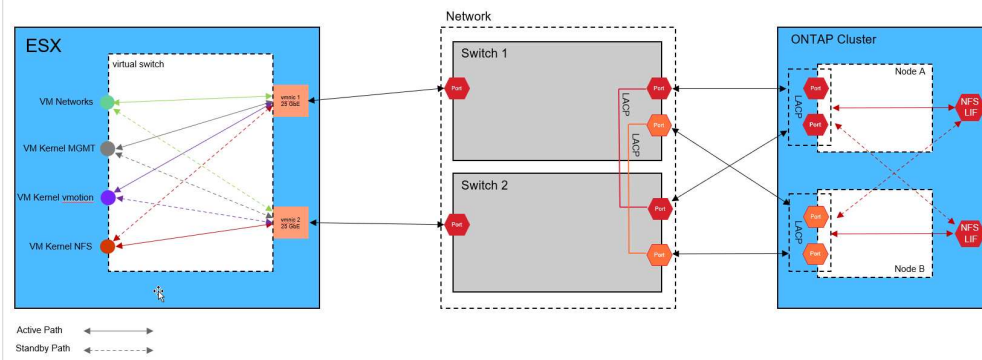 Network
ESX
virtual switch
VM Networks
VM Kernel MGMT
VM Kernel vmotion
VM Kernel NFS
vmnic 1
25 GbE
vmnic 2
25 GbE
Switch 1
Port
Port
Port
LACP
LACP
Switch 2
Port
Port
Port
ONTAP Cluster
Node A
LACP
Port
Port
NFS
LIF
LACP
Port
Port
NFS
LIF
Node B
Active Path
Standby Path